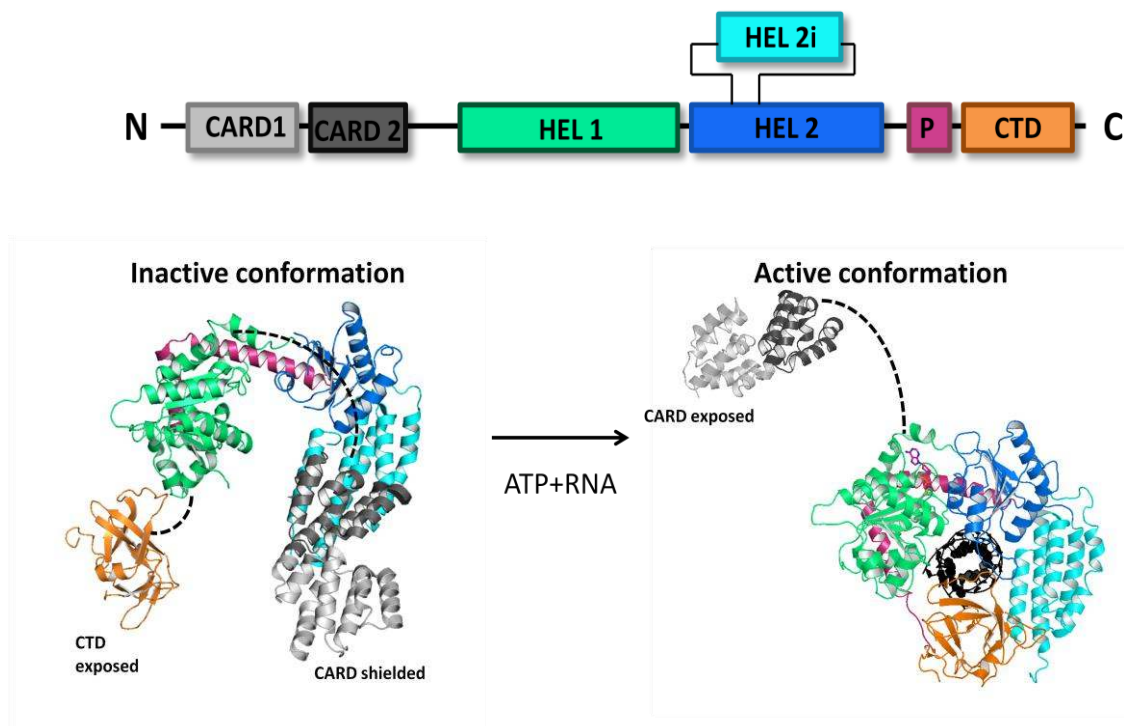 HEL 2i
N CARD1 CARD 2 HEL 1 HEL 2 P CTD C
Inactive conformation
Active conformation
CARD exposed
ATP+RNA
CTD
exposed
CARD shielded